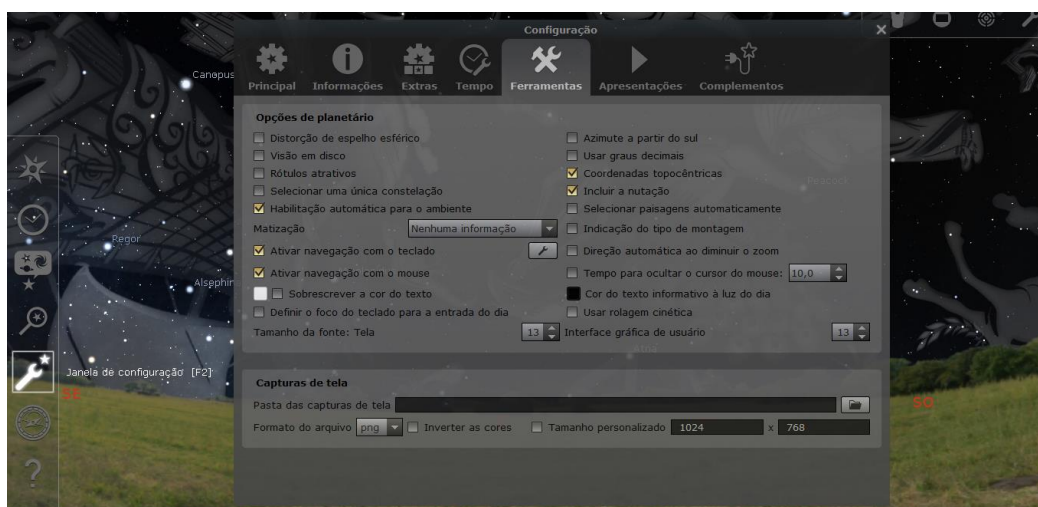 Configuração
Canopus
Principal Informações Extras Tempo Ferramentas Apresentações Complementos
Opções de planetário
Distorção de espelho esférico
Azimute a partir do sul
Visão em disco
Usar graus decimais
Rótulos atrativos
Coordenadas topocêntricas
Peacock
Selecionar uma única constelação
Incluir a nutação
Habilitação automática para o ambiente
Selecionar paisagens automaticamente
Matização Nenhuma informação
Indicação do tipo de montagem
Regor
Ativar navegação com o teclado
Direção automática ao diminuir o zoom
Ativar navegação com o mouse
Tempo para ocultar o cursor do mouse: 10,0
Alsephin
Sobrescrever a cor do texto
Cor do texto informativo à luz do dia
Definir o foco do teclado para a entrada do dia
Usar rolagem cinética
Tamanho da fonte: Tela 13 Interface gráfica de usuário 13
Janela de configuração [F2]
SE
SO
Capturas de tela
Pasta das capturas de tela
Formato do arquivo png Inverter as cores Tamanho personalizado 1024 x 768
?